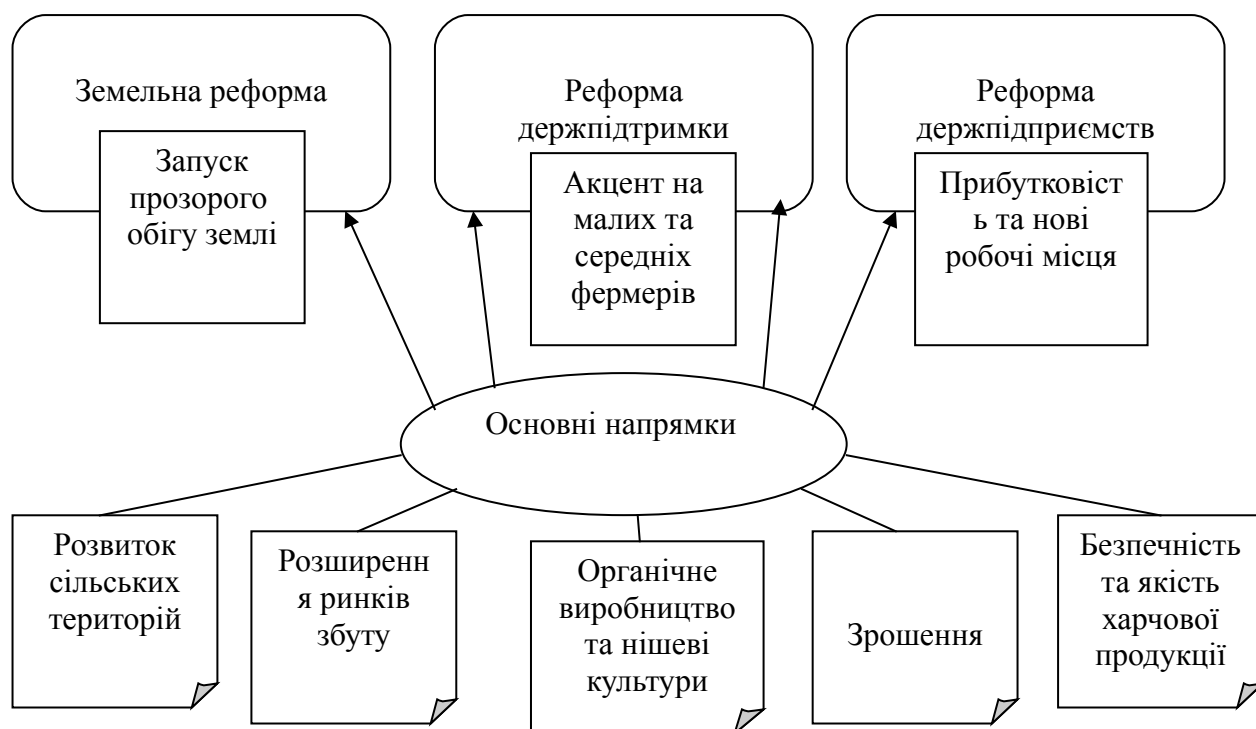 Земельна реформа
Запуск
прозорого
обігу землі
Реформа
держпідтримки
Акцент на
малих та
середніх
фермерів
Реформа
держпідприємств
Прибутковіст
ь та нові
робочі місця
Основні напрямки
Розвиток
сільських
територій
Розширенн
я ринків
збуту
Органічне
виробництво
та нішеві
культури
Зрошення
Безпечність
та якість
харчової
продукції